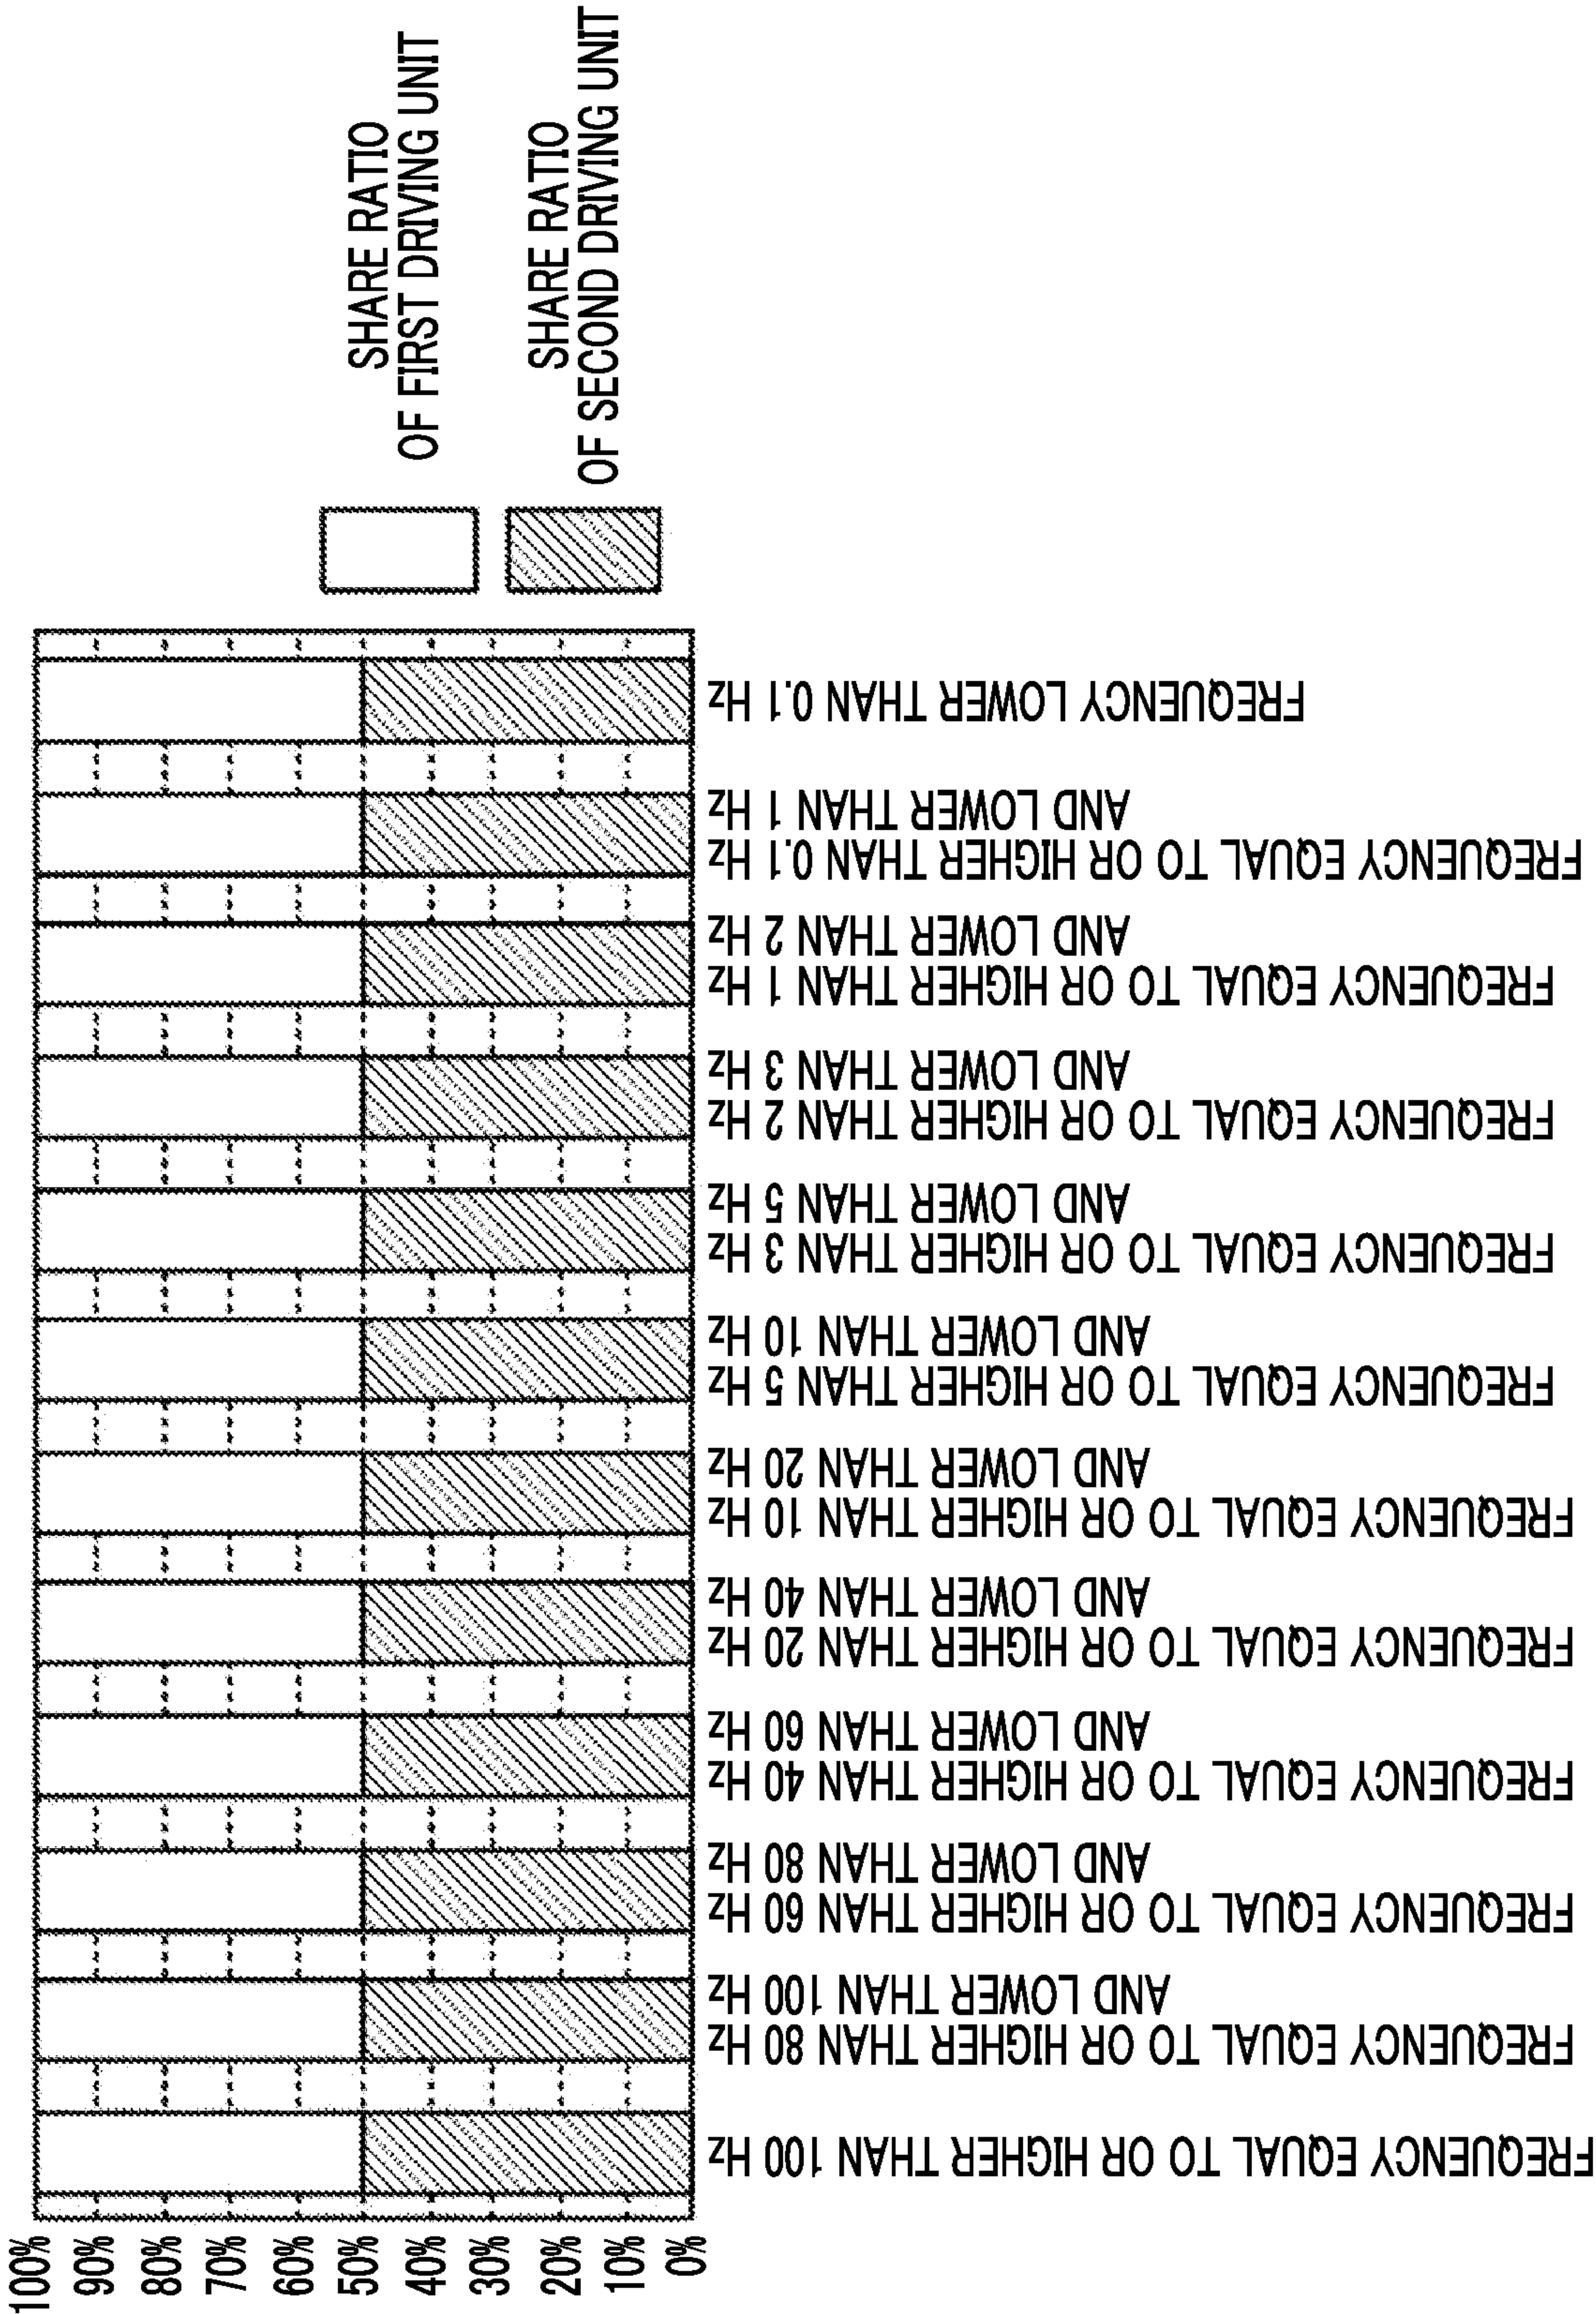 100%
90%
80%
70%
60%
50%
40%
30%
20%
10%
0%
FREQUENCY EQUAL TO OR HIGHER THAN 100 Hz
FREQUENCY EQUAL TO OR HIGHER THAN 80 Hz
AND LOWER THAN 100 Hz
FREQUENCY EQUAL TO OR HIGHER THAN 60 Hz
AND LOWER THAN 80 Hz
FREQUENCY EQUAL TO OR HIGHER THAN 40 Hz
AND LOWER THAN 60 Hz
FREQUENCY EQUAL TO OR HIGHER THAN 20 Hz
AND LOWER THAN 40 Hz
FREQUENCY EQUAL TO OR HIGHER THAN 10 Hz
AND LOWER THAN 20 Hz
FREQUENCY EQUAL TO OR HIGHER THAN 5 Hz
AND LOWER THAN 10 Hz
FREQUENCY EQUAL TO OR HIGHER THAN 3 Hz
AND LOWER THAN 5 Hz
FREQUENCY EQUAL TO OR HIGHER THAN 2 Hz
AND LOWER THAN 3 Hz
FREQUENCY EQUAL TO OR HIGHER THAN 1 Hz
AND LOWER THAN 2 Hz
FREQUENCY EQUAL TO OR HIGHER THAN 0.1 Hz
AND LOWER THAN 1 Hz
FREQUENCY LOWER THAN 0.1 Hz
SHARE RATIO
OF FIRST DRIVING UNIT
SHARE RATIO
OF SECOND DRIVING UNIT